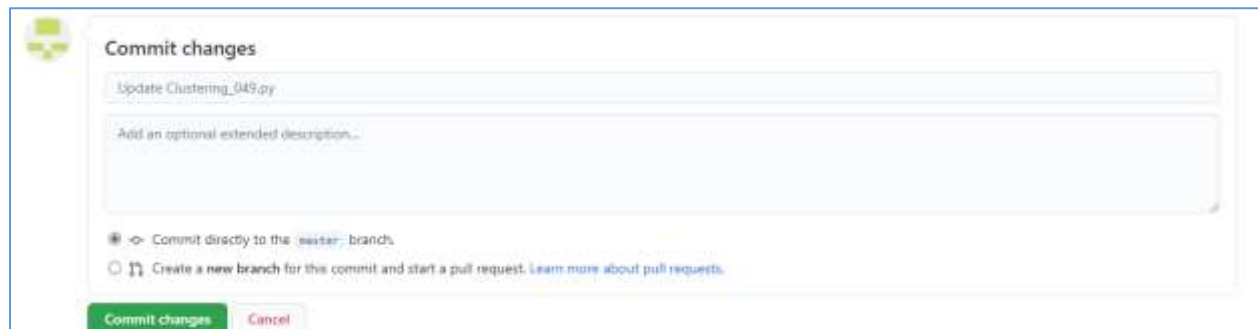 Commit changes
Update Clustering_049.py
Add an optional extended description...
Commit directly to the master branch.
Create a new branch for this commit and start a pull request. Learn more about pull requests.
Commit changes Cancel